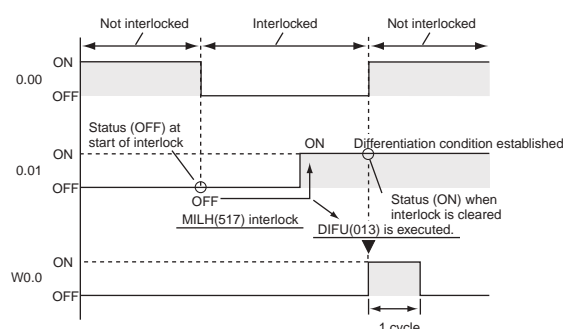 Not interlocked
Interlocked
Not interlocked
ON
0.00
OFF
Status (OFF) at
start of interlock
ON
Differentiation condition established
ON
0.01
OFF
OFF
Status (ON) when
interlock is cleared
MILH(517) interlock
DIFU(013) is executed.
ON
W0.0
OFF
1 cycle